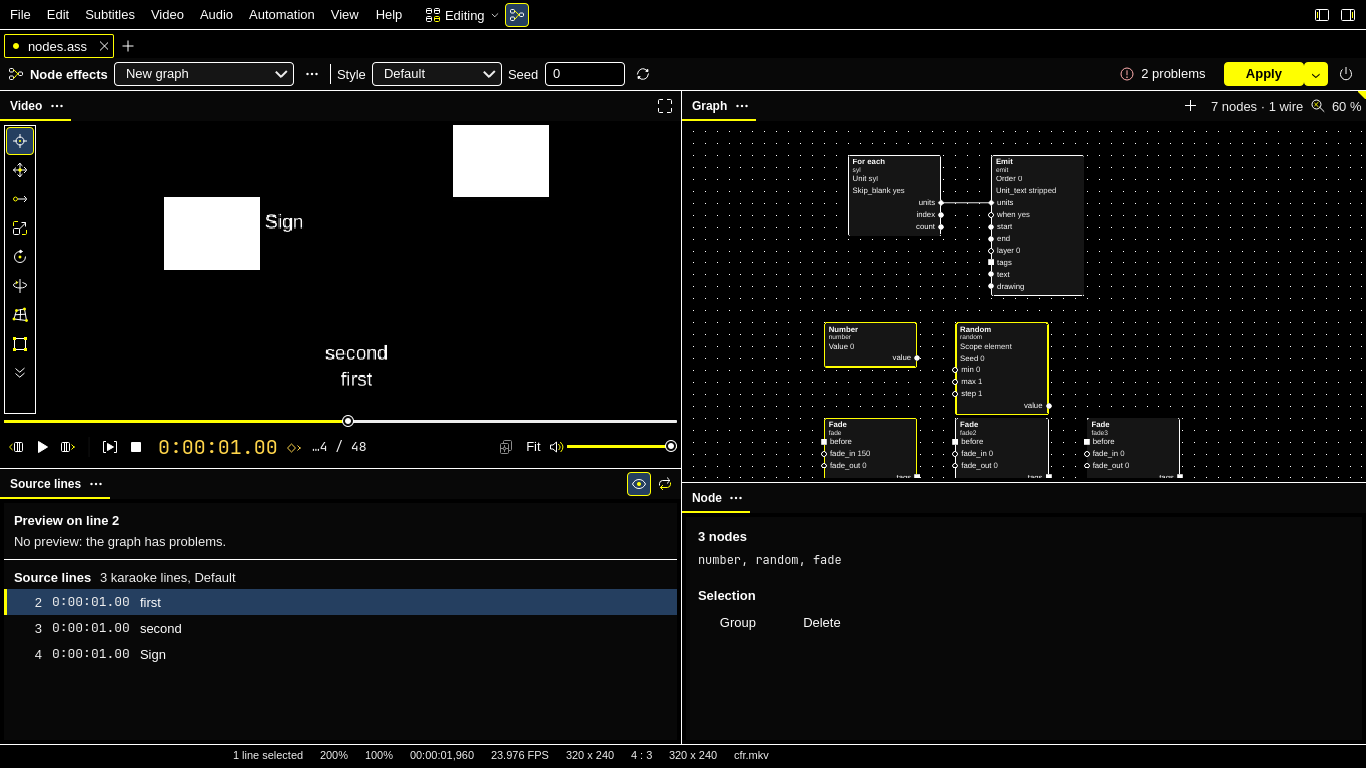 File Edit Subtitles Video Audio Automation View Help Editing
nodes.ass
Node effects New graph Style Default Seed 0 2 problems Apply
Video
Graph 7 nodes · 1 wire 60 %
Sign
second
first
For each
syl
Unit syl
Skip_blank yes
units
index
count
Emit
emit
Order 0
Unit_text stripped
units
when yes
start
end
layer 0
tags
text
drawing
Number
number
Value 0
value
Random
random
Scope element
Seed 0
min 0
max 1
step 1
value
Fade
fade
before
fade_in 150
fade_out 0
tags
Fade
fade2
before
fade_in 0
fade_out 0
tags
Fade
fade3
before
fade_in 0
fade_out 0
tags
0:00:01.00 …4 / 48 Fit
Source lines
Preview on line 2
No preview: the graph has problems.
Source lines 3 karaoke lines, Default
2 0:00:01.00 first
3 0:00:01.00 second
4 0:00:01.00 Sign
Node
3 nodes
number, random, fade
Selection
Group Delete
1 line selected 200% 100% 00:00:01,960 23.976 FPS 320 x 240 4 : 3 320 x 240 cfr.mkv